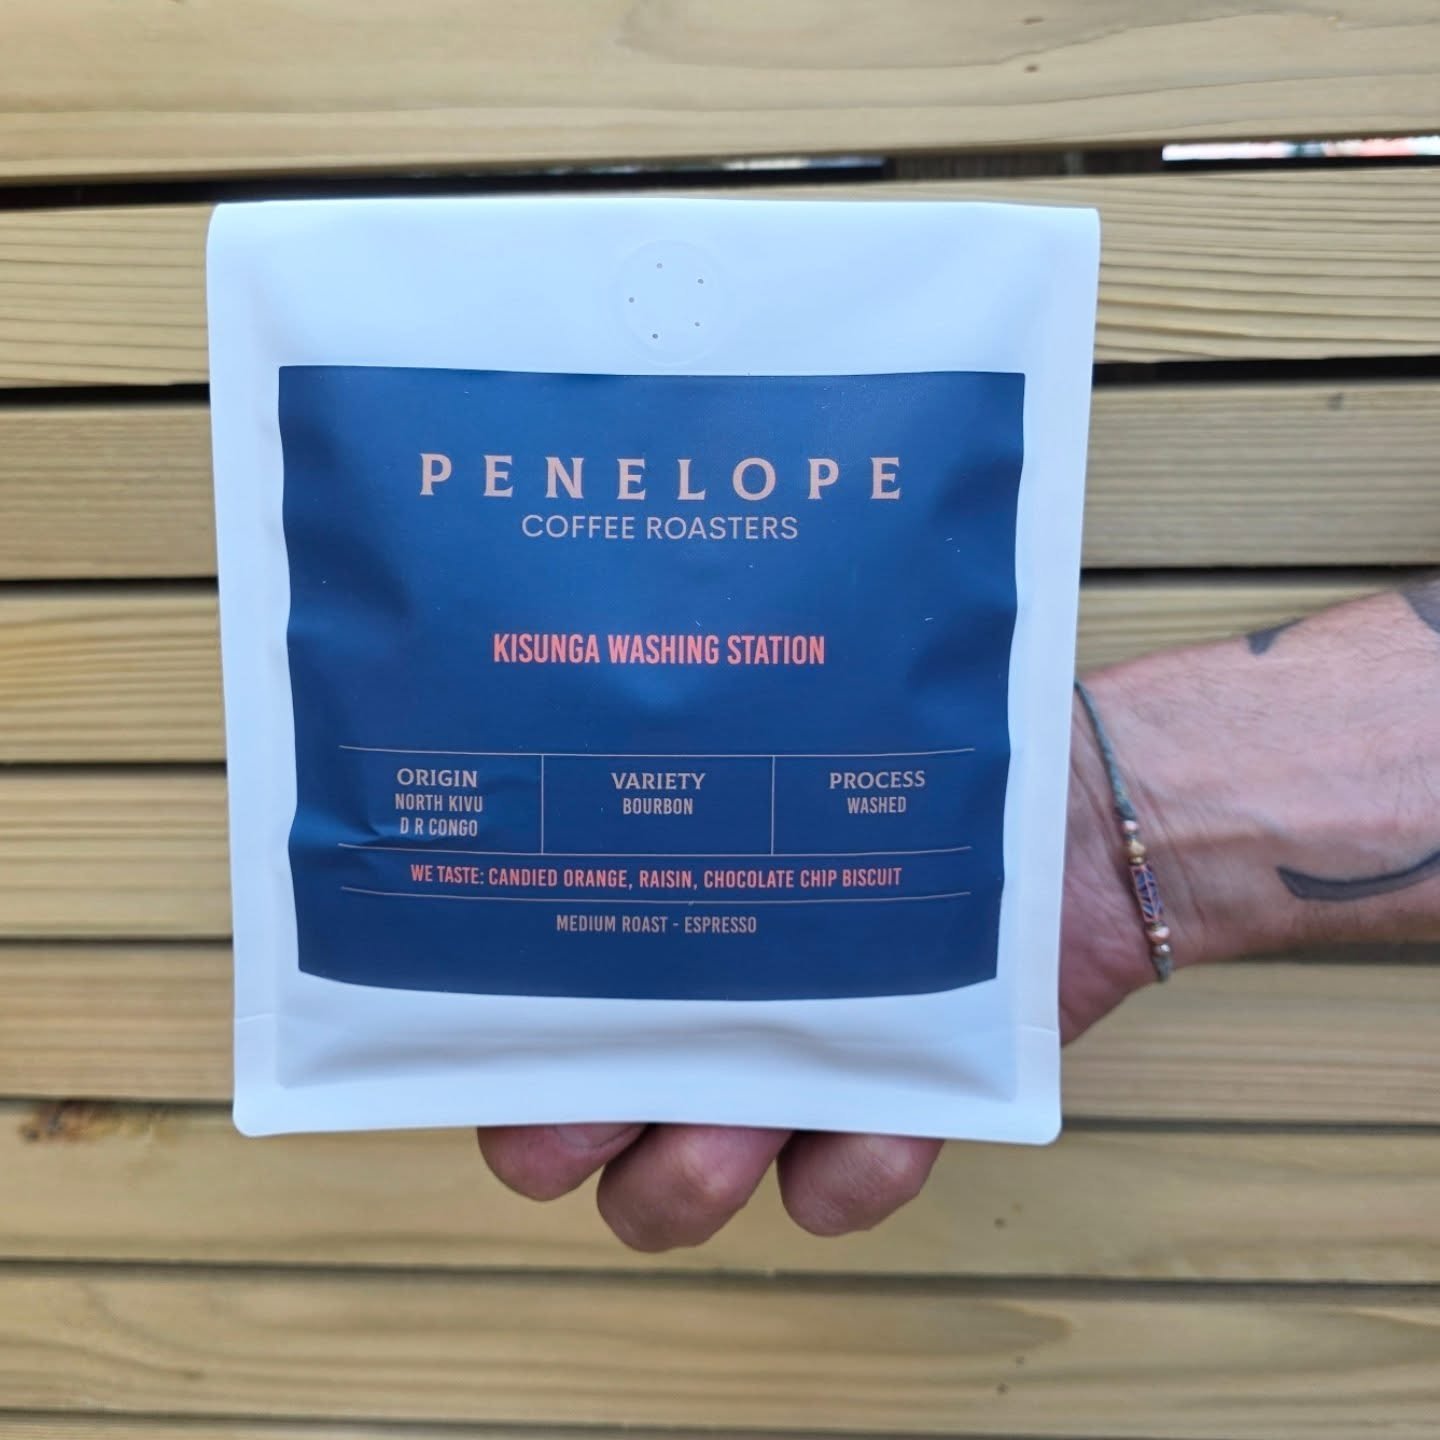 PENELOPE
COFFEE ROASTERS
KISUNGA WASHING STATION
ORIGIN
NORTH KIVU
D R CONGO
VARIETY
BOURBON
PROCESS
WASHED
WE TASTE: CANDIED ORANGE, RAISIN, CHOCOLATE CHIP BISCUIT
MEDIUM ROAST - ESPRESSO